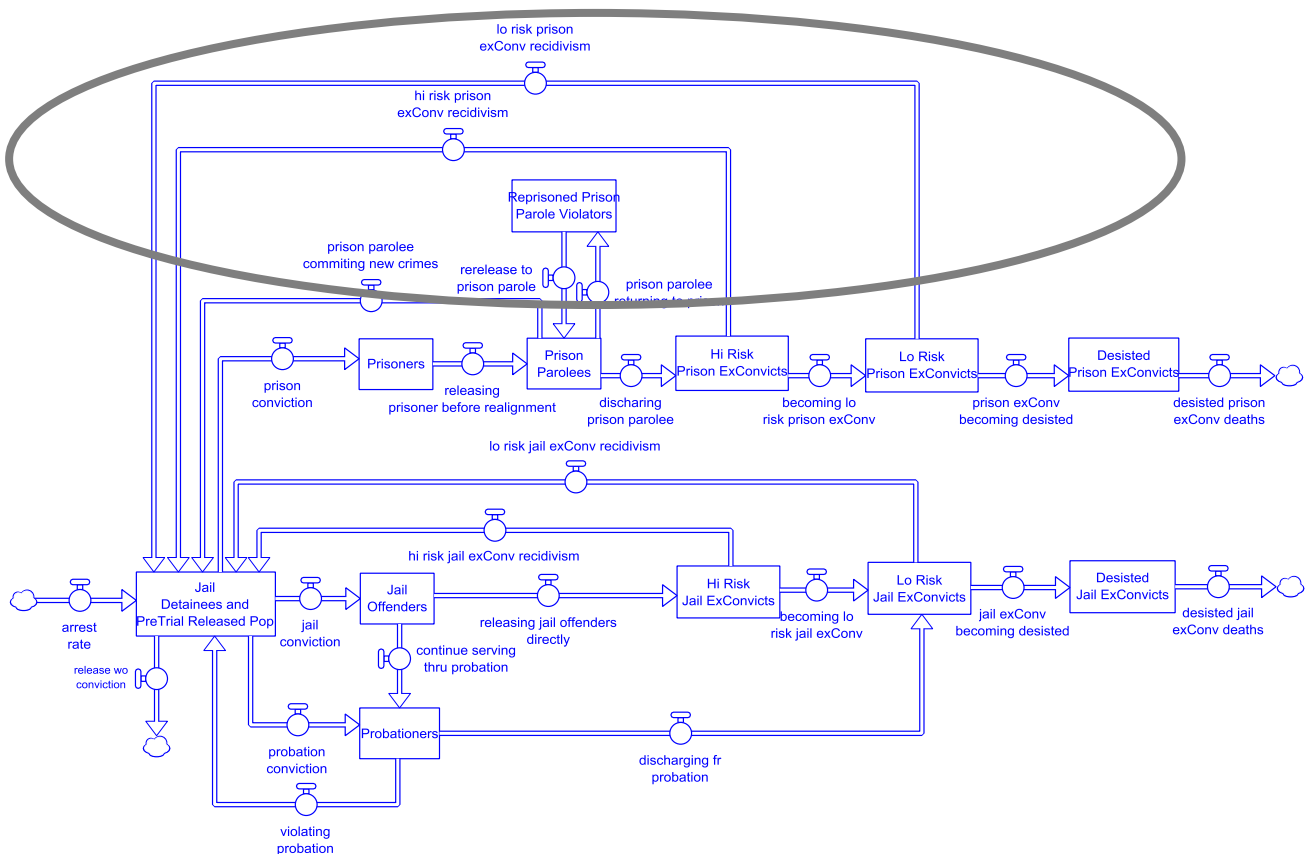 lo risk prison
exConv recidivism
hi risk prison
exConv recidivism
Reprisoned Prison
Parole Violators
prison parolee
commiting new crimes
rerelease to
prison parole
prison parolee
returning to
Prisoners
Prison
Parolees
Hi Risk
Prison ExConvicts
Lo Risk
Prison ExConvicts
Desisted
Prison ExConvicts
prison
conviction
releasing
prisoner before realignment
discharing
prison parolee
becoming lo
risk prison exConv
prison exConv
becoming desisted
desisted prison
exConv deaths
lo risk jail exConv recidivism
hi risk jail exConv recidivism
Jail
Detainees and
PreTrial Released Pop
Jail
Offenders
Hi Risk
Jail ExConvicts
Lo Risk
Jail ExConvicts
Desisted
Jail ExConvicts
arrest
rate
jail
conviction
releasing jail offenders
directly
becoming lo
risk jail exConv
jail exConv
becoming desisted
desisted jail
exConv deaths
release wo
conviction
continue serving
thru probation
Probationers
probation
conviction
discharging fr
probation
violating
probation